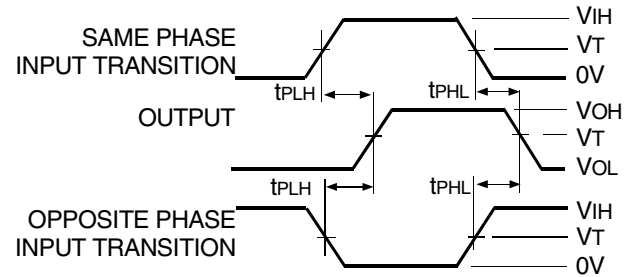 SAME PHASE
INPUT TRANSITION
VIH
VT
0V
tPLH
tPHL
OUTPUT
VOH
VT
VOL
tPLH
tPHL
OPPOSITE PHASE
INPUT TRANSITION
VIH
VT
0V